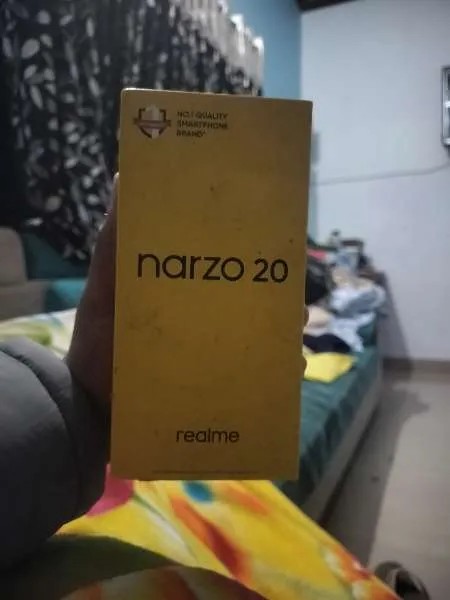 NO.1 QUALITY
SMARTPHONE
BRAND*
narzo 20
realme